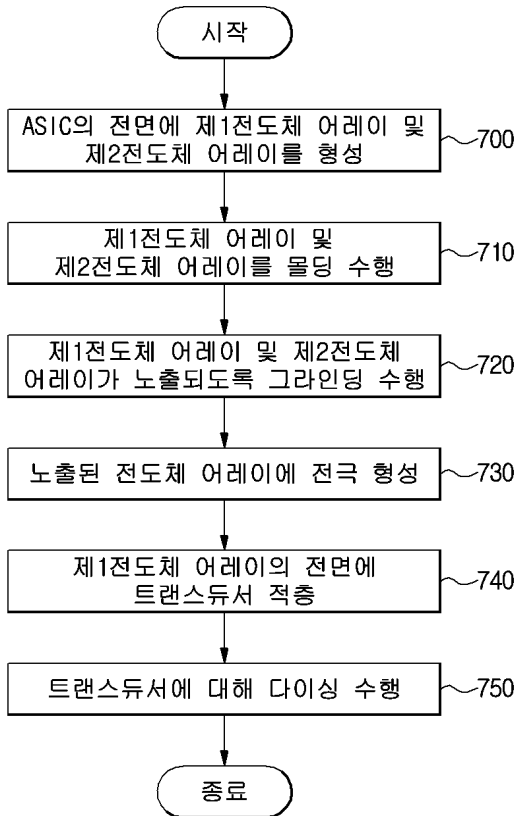 시작
ASIC의 전면에 제1전도체 어레이 및
제2전도체 어레이를 형성
700
제1전도체 어레이 및
제2전도체 어레이를 몰딩 수행
710
제1전도체 어레이 및 제2전도체
어레이가 노출되도록 그라인딩 수행
720
노출된 전도체 어레이에 전극 형성
730
제1전도체 어레이의 전면에
트랜스듀서 적층
740
트랜스듀서에 대해 다이싱 수행
750
종료